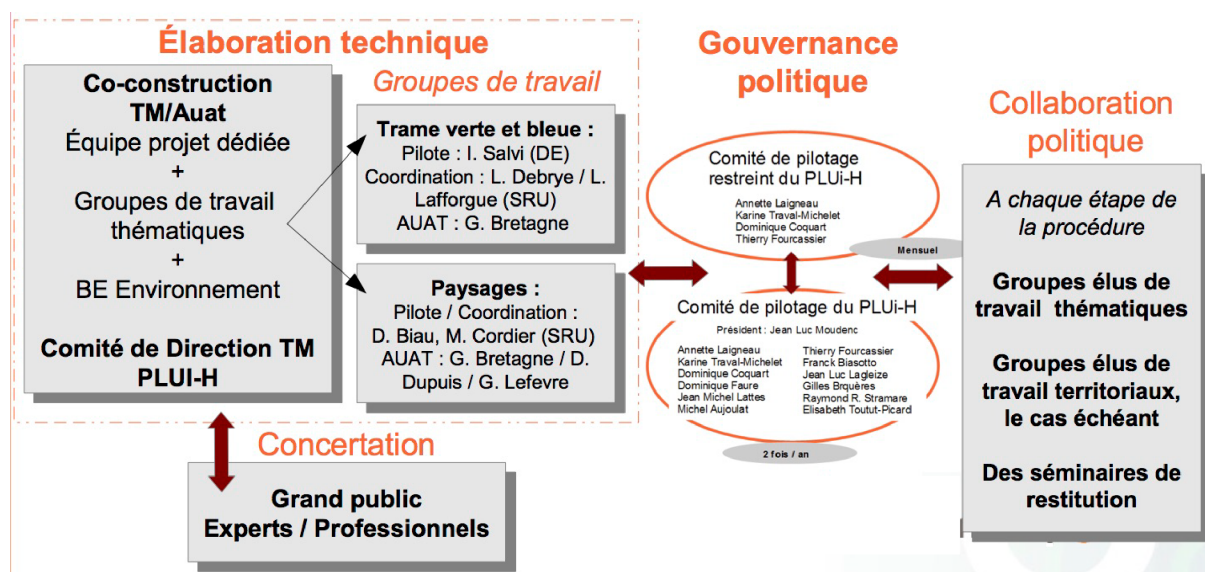 Élaboration technique
Co-construction
TM/Auat
Équipe projet dédiée
+
Groupes de travail
thématiques
+
BE Environnement
Comité de Direction TM
PLUI-H
Groupes de travail
Trame verte et bleue :
Pilote : I. Salvi (DE)
Coordination : L. Debrye / L.
Lafforgue (SRU)
AUAT : G. Bretagne
Paysages :
Pilote / Coordination :
D. Biau, M. Cordier (SRU)
AUAT : G. Bretagne / D.
Dupuis / G. Lefevre
Concertation
Grand public
Experts / Professionnels
Gouvernance
politique
Comité de pilotage
restreint du PLUi-H
Annette Laigneau
Karine Traval-Michelet
Dominique Coquart
Thierry Fourcassier
Mensuel
Comité de pilotage du PLUi-H
Président : Jean Luc Moudenc
Annette Laigneau
Karine Traval-Michelet
Dominique Coquart
Dominique Faure
Jean Michel Lattes
Michel Aujoulat
Thierry Fourcassier
Franck Biasotto
Jean Luc Lagleize
Gilles Brquères
Raymond R. Stramare
Elisabeth Toutut-Picard
2 fois / an
Collaboration
politique
A chaque étape de
la procédure
Groupes élus de
travail thématiques
Groupes élus de
travail territoriaux,
le cas échéant
Des séminaires de
restitution